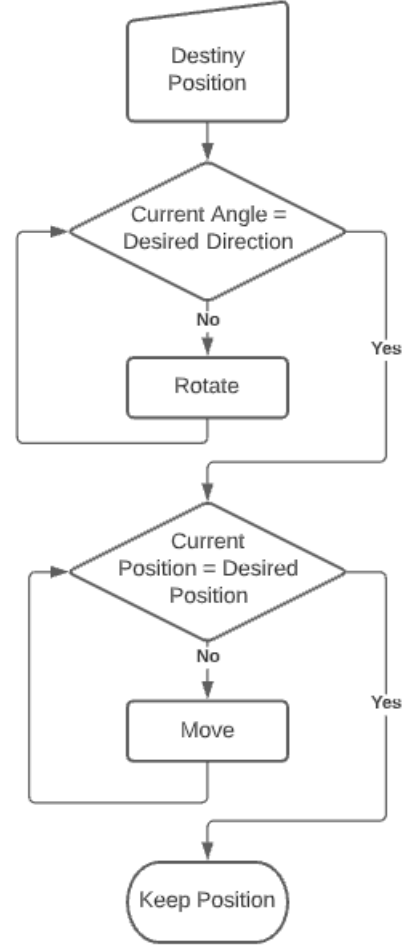 Destiny
Position
Current Angle =
Desired Direction
No
Yes
Rotate
Current
Position = Desired
Position
No
Yes
Move
Keep Position